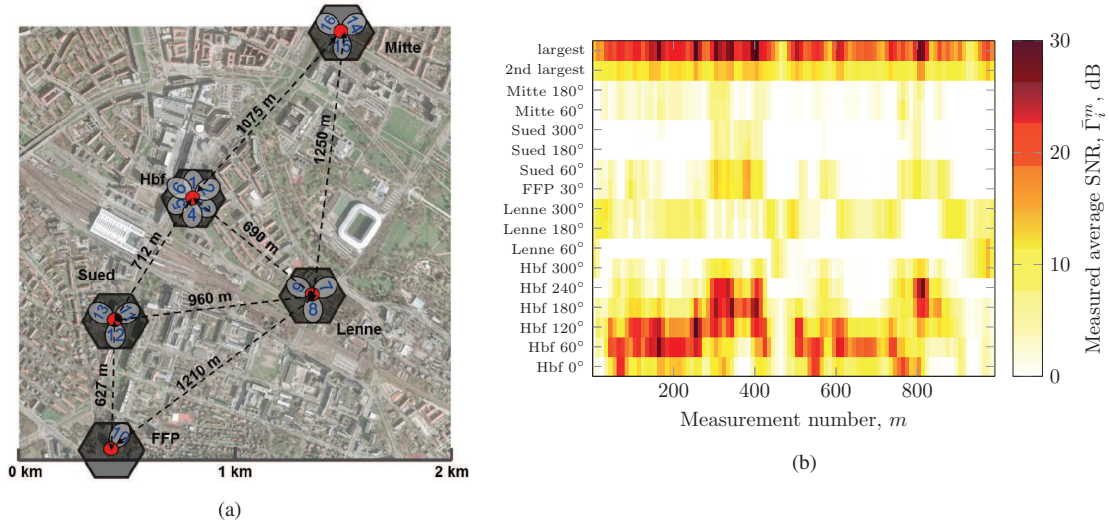 16
14
15
Mitte
1075 m
1250 m
Hbf
6
1
2
5
4
690 m
712 m
Sued
9
7
8
960 m
Lenne
13
11
12
1210 m
627 m
10
FFP
0 km
1 km
2 km
(a)
largest
2nd largest
Mitte 180°
Mitte 60°
Sued 300°
Sued 180°
Sued 60°
FFP 30°
Lenne 300°
Lenne 180°
Lenne 60°
Hbf 300°
Hbf 240°
Hbf 180°
Hbf 120°
Hbf 60°
Hbf 0°
200
400
600
800
Measurement number, m
30
20
10
0
Measured average SNR, Γ̄ᵢᵐ, dB
(b)